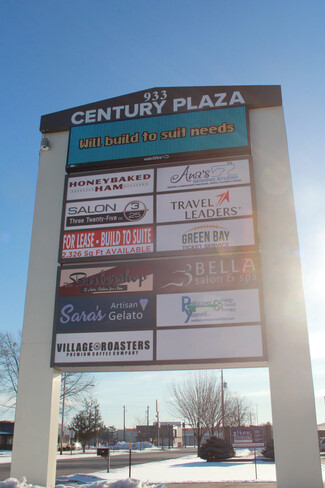 933
CENTURY PLAZA
Will build to suit needs
HONEYBAKED
HAM
Ana's
SALON 3
Three Twenty-Five /25
TRAVEL
LEADERS
FOR LEASE - BUILD TO SUITE
2,326 Sq Ft AVAILABLE
GREEN BAY
BELLA
salon & spa
Sara's Artisan
Gelato
VILLAGE ROASTERS
PREMIUM COFFEE COMPANY